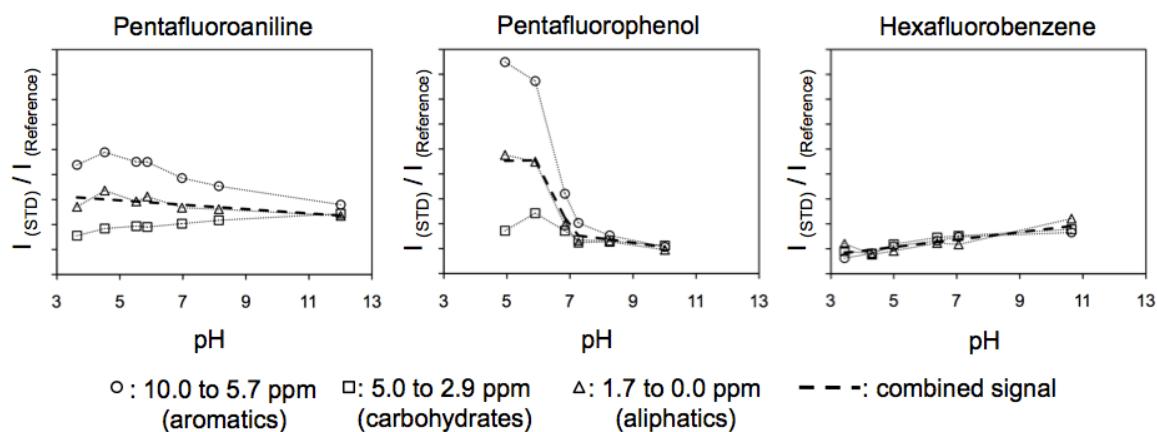 Pentafluoroaniline
Pentafluorophenol
Hexafluorobenzene
I (STD) / I (Reference)
I (STD) / I (Reference)
I (STD) / I (Reference)
3 5 7 9 11 13
3 5 7 9 11 13
3 5 7 9 11 13
pH
pH
pH
: 10.0 to 5.7 ppm
(aromatics)
: 5.0 to 2.9 ppm
(carbohydrates)
: 1.7 to 0.0 ppm
(aliphatics)
: combined signal